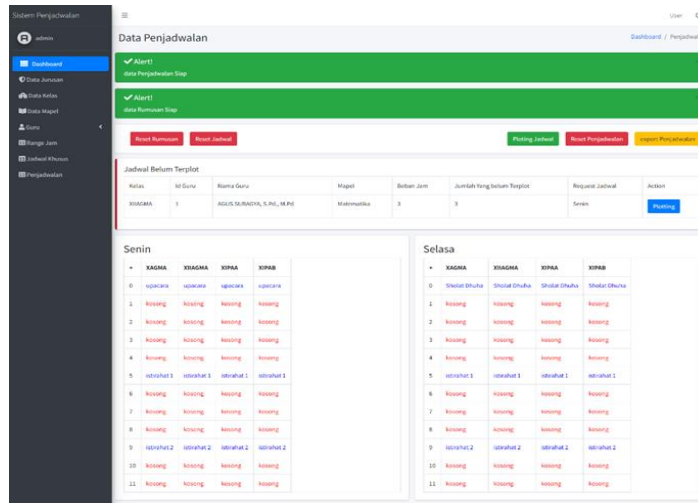 Sistem Penjadwalan
User
admin
Data Penjadwalan
Dashboard / Penjadwal
Dashboard
Data Jurusan
Data Kelas
Data Mapel
Guru
Range Jam
Jadwal Khusus
Penjadwalan
Alert!
data Penjadwalan Siap
Alert!
data Rumusan Siap
Reset Rumusan Reset Jadwal Ploting Jadwal Reset Penjadwalan export Penjadwalan
Jadwal Belum Terplot
Kelas Id Guru Nama Guru Mapel Beban Jam Jumlah Yang belum Terplot Request Jadwal Action
XIIAGMA 3 AGUS SUBAGYA, S.Pd., M.Pd Matematika 3 3 Senin Plotting
Senin
+ XAGMA XIIAGMA XIPAA XIPAB
0 upacara upacara upacara upacara
1 kosong kosong kosong kosong
2 kosong kosong kosong kosong
3 kosong kosong kosong kosong
4 kosong kosong kosong kosong
5 istirahat 1 istirahat 1 istirahat 1 istirahat 1
6 kosong kosong kosong kosong
7 kosong kosong kosong kosong
8 kosong kosong kosong kosong
9 istirahat 2 istirahat 2 istirahat 2 istirahat 2
10 kosong kosong kosong kosong
11 kosong kosong kosong kosong
Selasa
+ XAGMA XIIAGMA XIPAA XIPAB
0 Sholat Dhuha Sholat Dhuha Sholat Dhuha Sholat Dhuha
1 kosong kosong kosong kosong
2 kosong kosong kosong kosong
3 kosong kosong kosong kosong
4 kosong kosong kosong kosong
5 istirahat 1 istirahat 1 istirahat 1 istirahat 1
6 kosong kosong kosong kosong
7 kosong kosong kosong kosong
8 kosong kosong kosong kosong
9 istirahat 2 istirahat 2 istirahat 2 istirahat 2
10 kosong kosong kosong kosong
11 kosong kosong kosong kosong